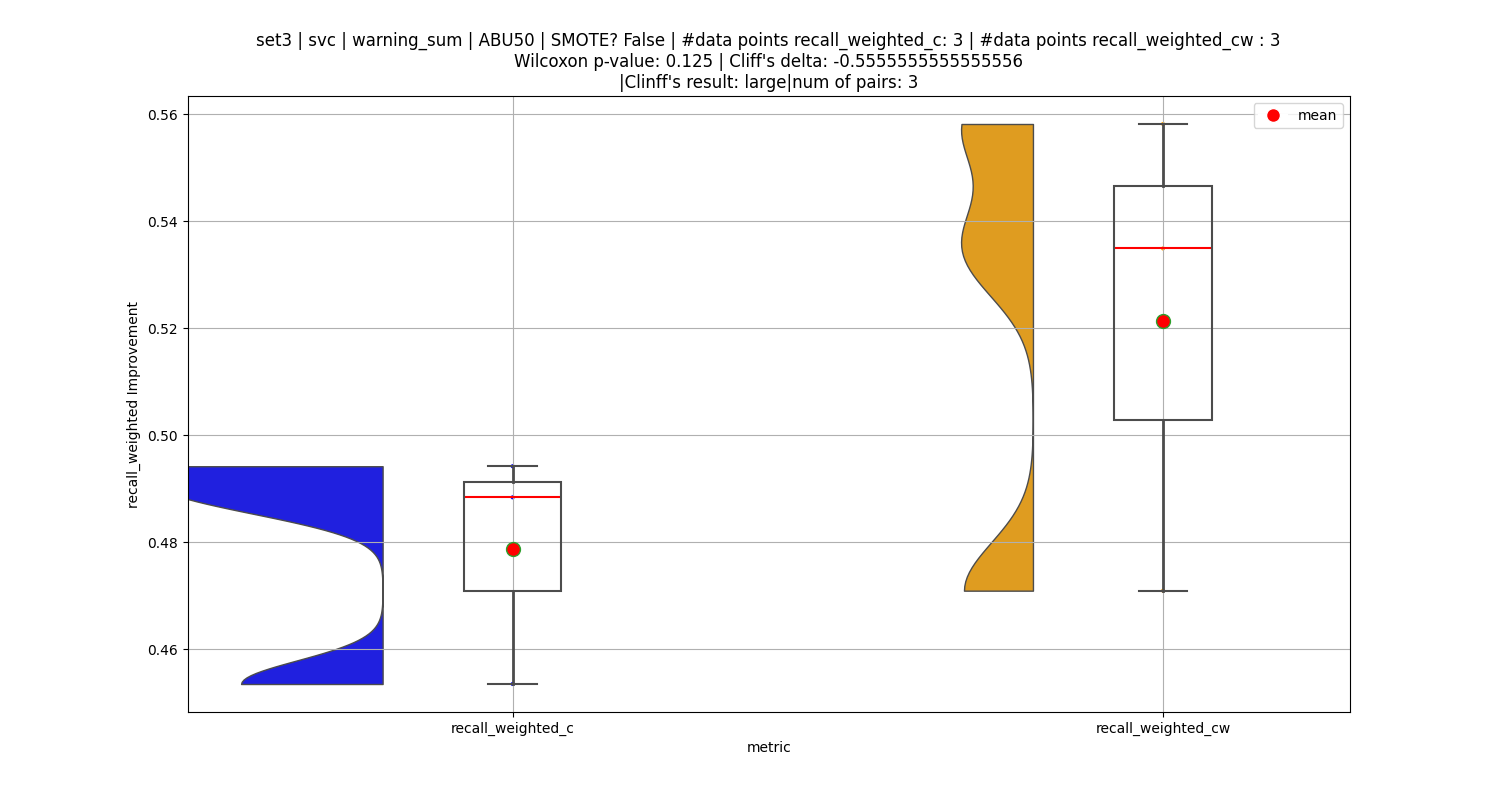 set3 | svc | warning_sum | ABU50 | SMOTE? False | #data points recall_weighted_c: 3 | #data points recall_weighted_cw : 3
Wilcoxon p-value: 0.125 | Cliff's delta: -0.5555555555555556
|Clinff's result: large|num of pairs: 3
mean
0.56
0.54
0.52
0.50
0.48
0.46
recall_weighted Improvement
recall_weighted_c
recall_weighted_cw
metric